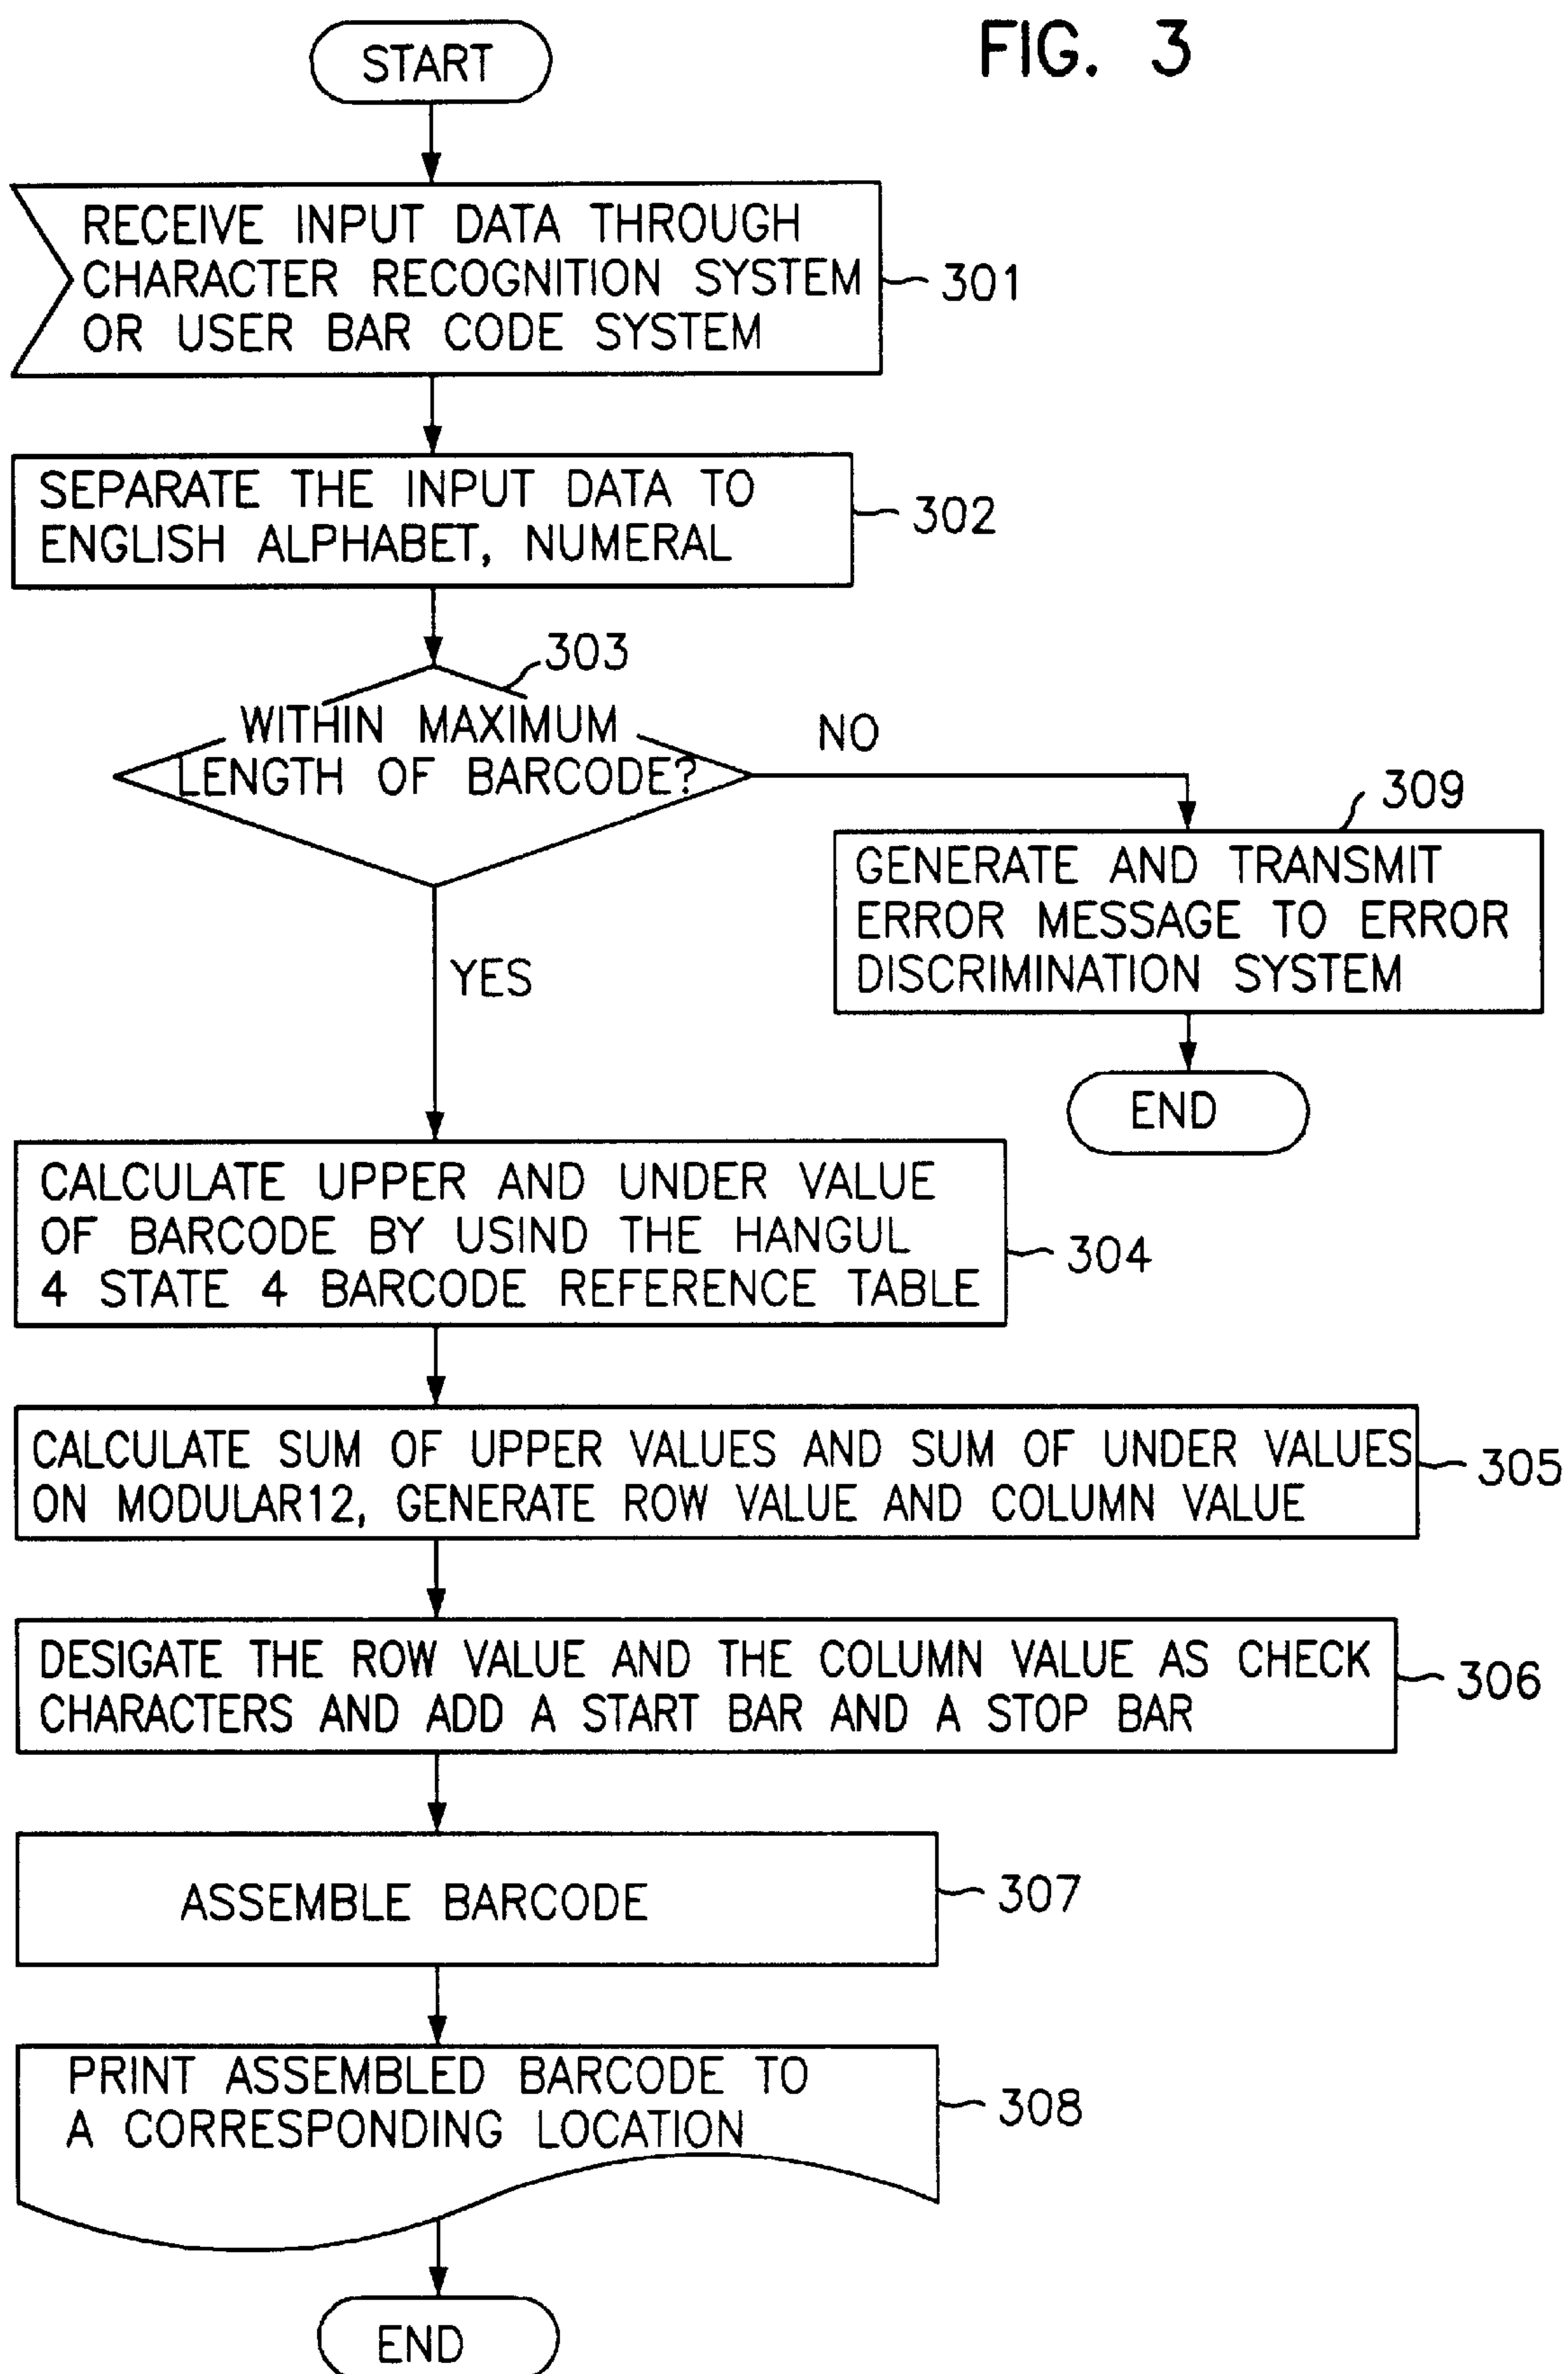 FIG. 3
START
RECEIVE INPUT DATA THROUGH
CHARACTER RECOGNITION SYSTEM
OR USER BAR CODE SYSTEM
301
SEPARATE THE INPUT DATA TO
ENGLISH ALPHABET, NUMERAL
302
303
WITHIN MAXIMUM
LENGTH OF BARCODE?
NO
309
GENERATE AND TRANSMIT
ERROR MESSAGE TO ERROR
DISCRIMINATION SYSTEM
END
YES
CALCULATE UPPER AND UNDER VALUE
OF BARCODE BY USIND THE HANGUL
4 STATE 4 BARCODE REFERENCE TABLE
304
CALCULATE SUM OF UPPER VALUES AND SUM OF UNDER VALUES
ON MODULAR12, GENERATE ROW VALUE AND COLUMN VALUE
305
DESIGATE THE ROW VALUE AND THE COLUMN VALUE AS CHECK
CHARACTERS AND ADD A START BAR AND A STOP BAR
306
ASSEMBLE BARCODE
307
PRINT ASSEMBLED BARCODE TO
A CORRESPONDING LOCATION
308
END